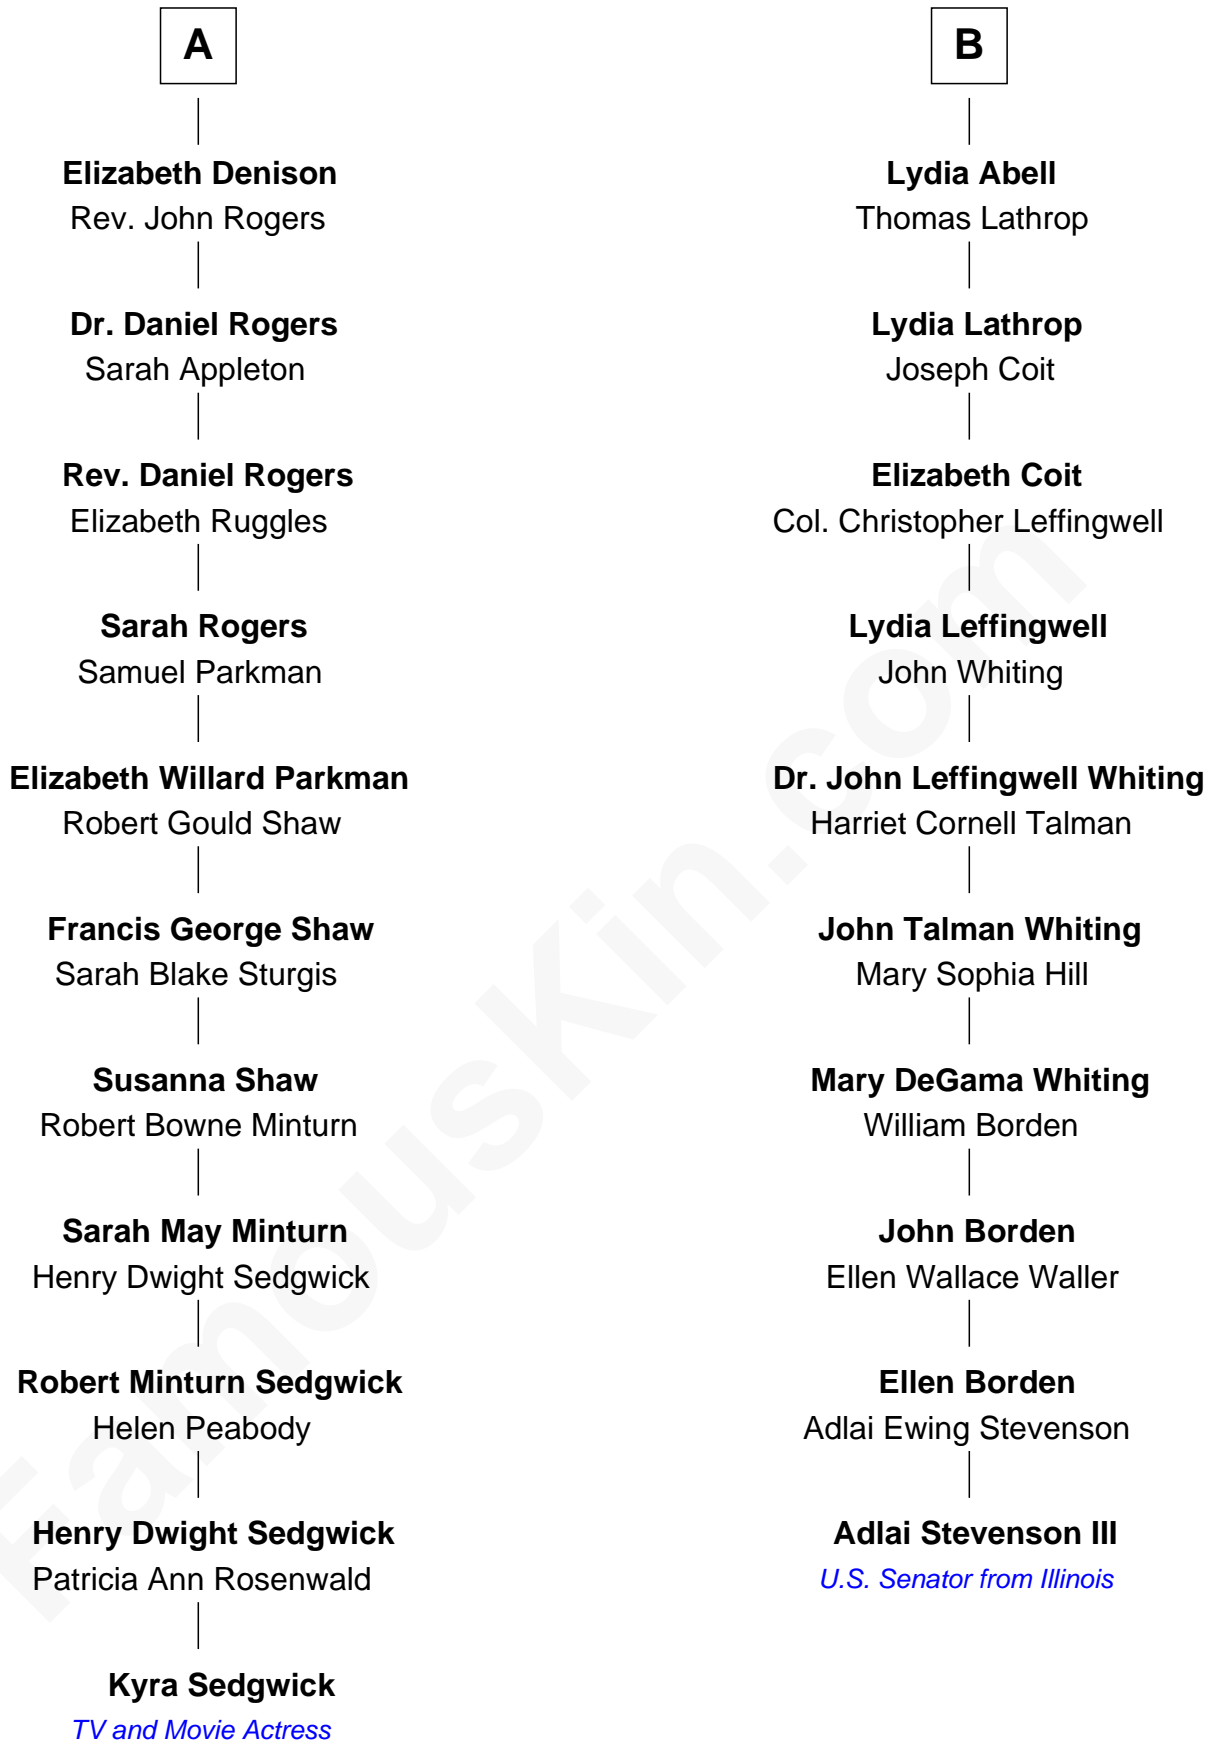 A
Elizabeth Denison
Rev. John Rogers
Dr. Daniel Rogers
Sarah Appleton
Rev. Daniel Rogers
Elizabeth Ruggles
Sarah Rogers
Samuel Parkman
Elizabeth Willard Parkman
Robert Gould Shaw
Francis George Shaw
Sarah Blake Sturgis
Susanna Shaw
Robert Bowne Minturn
Sarah May Minturn
Henry Dwight Sedgwick
Robert Minturn Sedgwick
Helen Peabody
Henry Dwight Sedgwick
Patricia Ann Rosenwald
Kyra Sedgwick
TV and Movie Actress
B
Lydia Abell
Thomas Lathrop
Lydia Lathrop
Joseph Coit
Elizabeth Coit
Col. Christopher Leffingwell
Lydia Leffingwell
John Whiting
Dr. John Leffingwell Whiting
Harriet Cornell Talman
John Talman Whiting
Mary Sophia Hill
Mary DeGama Whiting
William Borden
John Borden
Ellen Wallace Waller
Ellen Borden
Adlai Ewing Stevenson
Adlai Stevenson III
U.S. Senator from Illinois
FamousKin.com